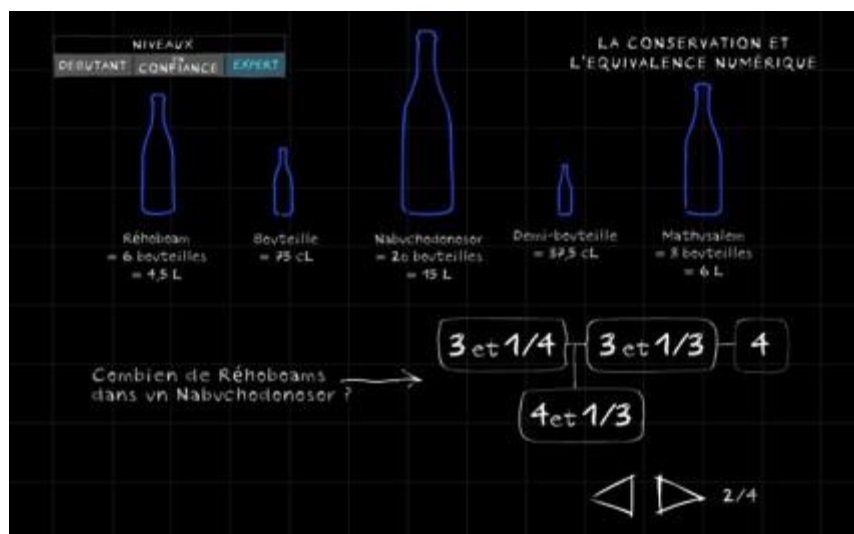 NIVEAUX
DEBUTANT EN CONFIANCE EXPERT
LA CONSERVATION ET
L'EQUIVALENCE NUMÉRIQUE
Réhoboam
= 6 bouteilles
= 4,5 L
Bouteille
= 75 cL
Nabuchodonosor
= 20 bouteilles
= 15 L
Demi-bouteille
= 37,5 cL
Mathusalem
= 8 bouteilles
= 6 L
Combien de Réhoboams
dans un Nabuchodonosor ?
3 et 1/4
3 et 1/3
4
4 et 1/3
2/4